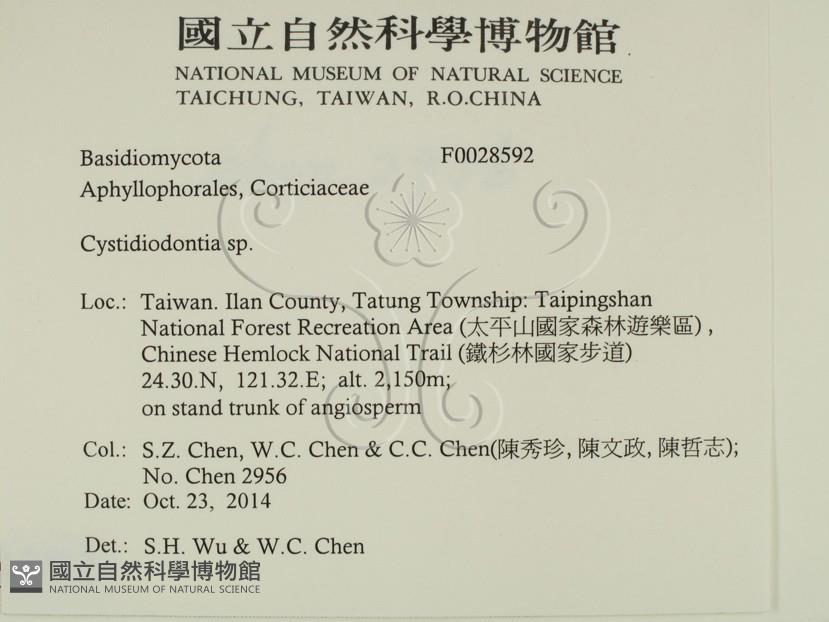 國立自然科學博物館
NATIONAL MUSEUM OF NATURAL SCIENCE
TAICHUNG, TAIWAN, R.O.CHINA
Basidiomycota F0028592
Aphyllophorales, Corticiaceae
Cystidiodontia sp.
Loc.: Taiwan. Ilan County, Tatung Township: Taipingshan
National Forest Recreation Area (太平山國家森林遊樂區) ,
Chinese Hemlock National Trail (鐵杉林國家步道)
24.30.N, 121.32.E; alt. 2,150m;
on stand trunk of angiosperm
Col.: S.Z. Chen, W.C. Chen & C.C. Chen(陳秀珍, 陳文政, 陳哲志);
No. Chen 2956
Date: Oct. 23, 2014
Det.: S.H. Wu & W.C. Chen
國立自然科學博物館
NATIONAL MUSEUM OF NATURAL SCIENCE